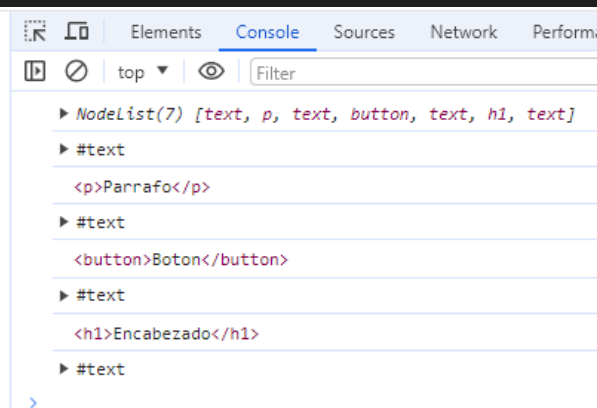 Elements Console Sources Network Performa
top Filter
NodeList(7) [text, p, text, button, text, h1, text]
#text
<p>Parrafo</p>
#text
<button>Boton</button>
#text
<h1>Encabezado</h1>
#text